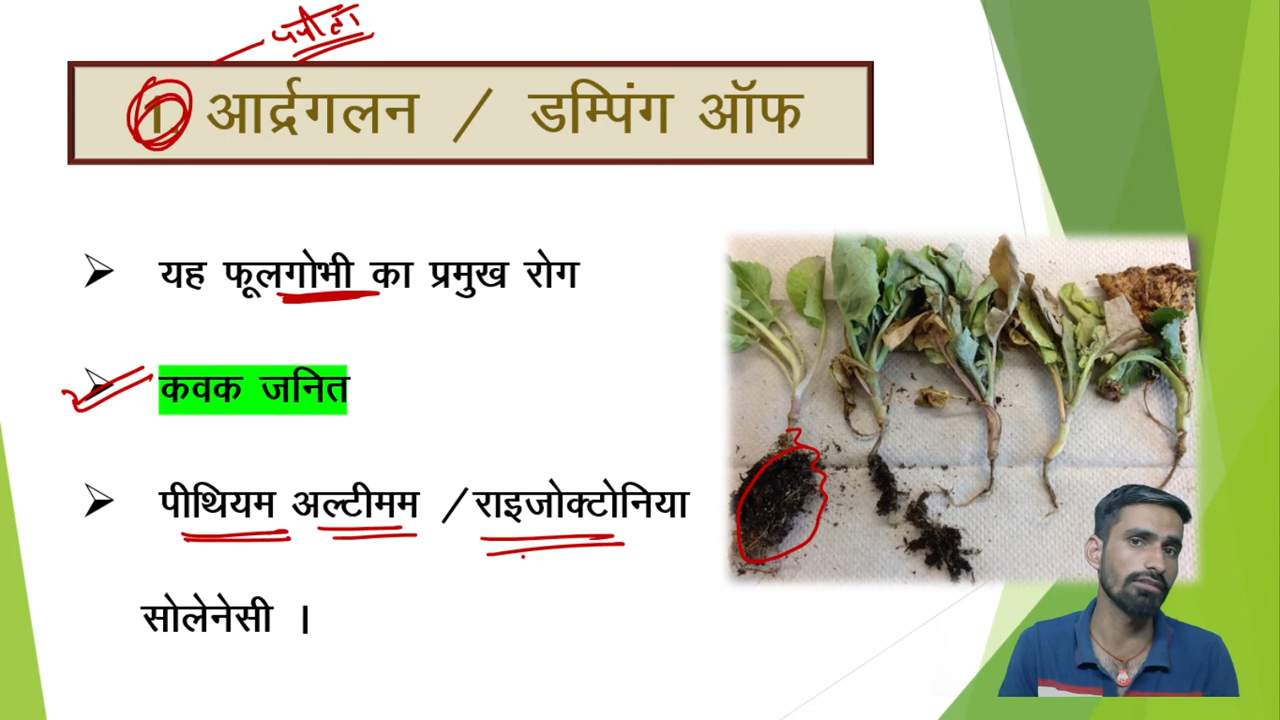 1. आर्द्रगलन / डम्पिंग ऑफ
यह फूलगोभी का प्रमुख रोग
कवक जनित
पीथियम अल्टीमम /राइजोक्टोनिया
सोलेनेसी ।